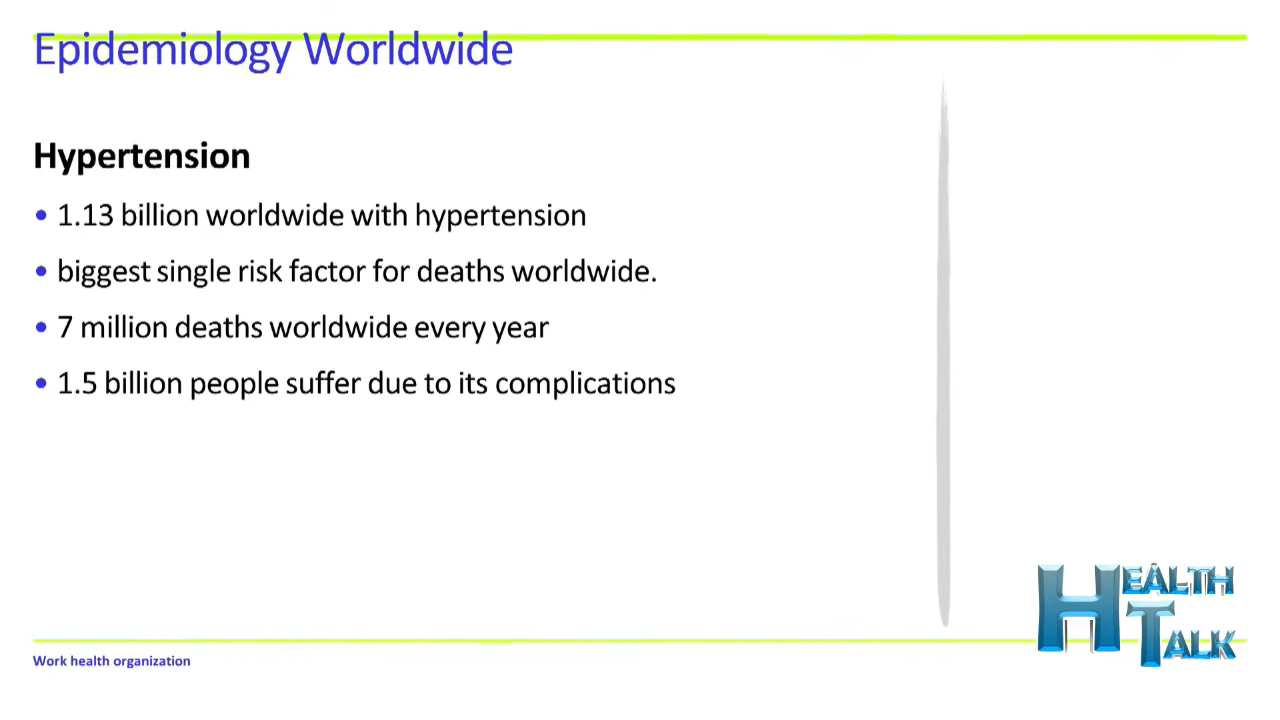 Epidemiology Worldwide
Hypertension
• 1.13 billion worldwide with hypertension
• biggest single risk factor for deaths worldwide.
• 7 million deaths worldwide every year
• 1.5 billion people suffer due to its complications
HEALTH
TALK
Work health organization